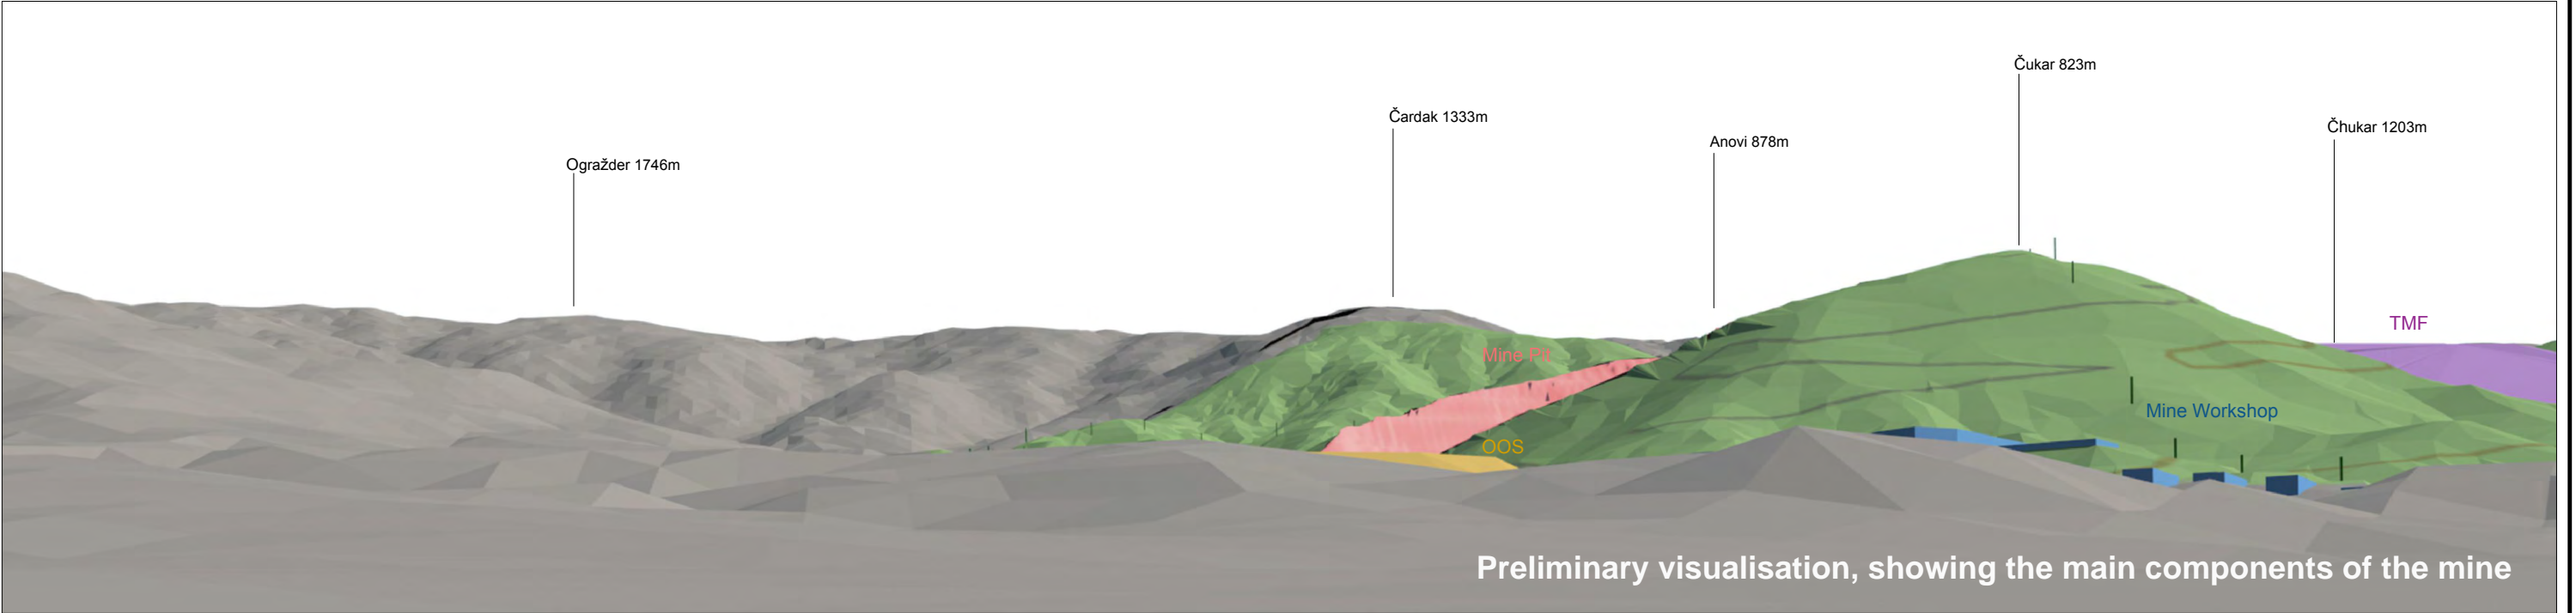 Čukar 823m
Čardak 1333m
Čhukar 1203m
Anovi 878m
Ogražder 1746m
TMF
Mine Pit
Mine Workshop
OOS
Preliminary visualisation, showing the main components of the mine